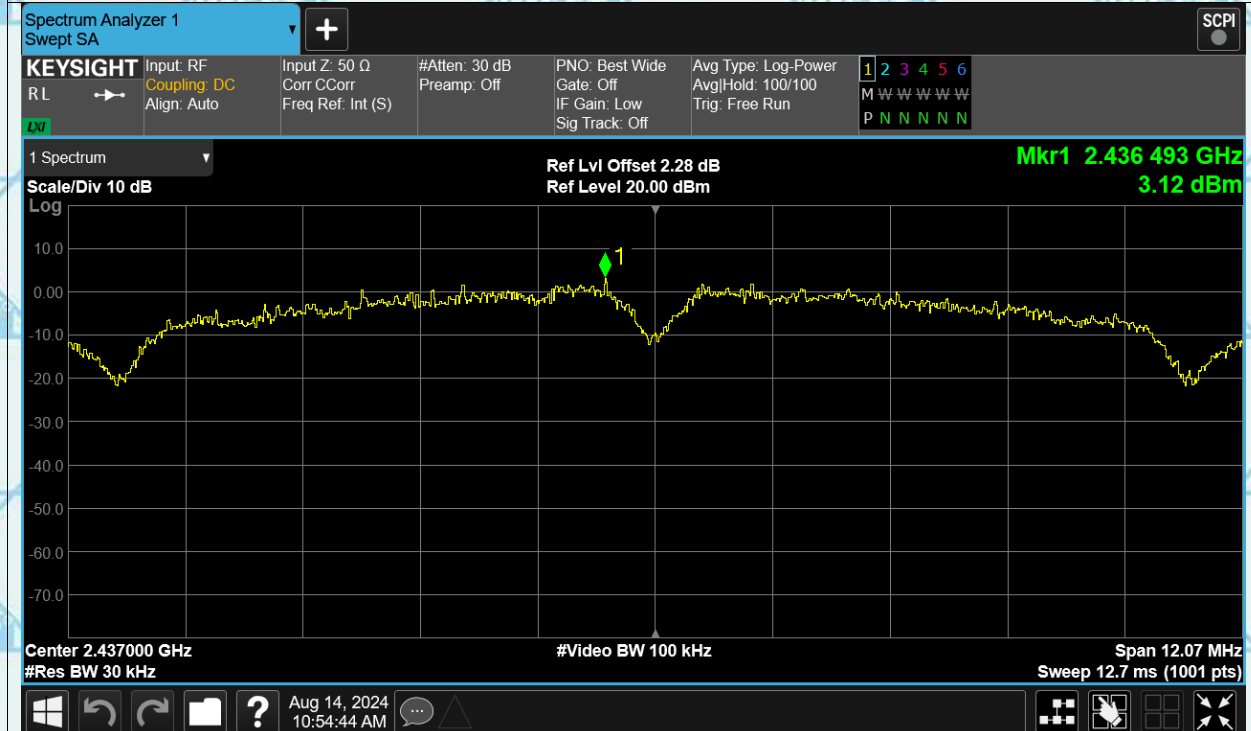 Spectrum Analyzer 1
Swept SA
+
SCPI
KEYSIGHT
R L
LXI
Input: RF
Coupling: DC
Align: Auto
Input Z: 50 Ω
Corr CCorr
Freq Ref: Int (S)
#Atten: 30 dB
Preamp: Off
PNO: Best Wide
Gate: Off
IF Gain: Low
Sig Track: Off
Avg Type: Log-Power
Avg|Hold: 100/100
Trig: Free Run
1 2 3 4 5 6
M W W W W W
P N N N N N
1 Spectrum
Scale/Div 10 dB
Ref Lvl Offset 2.28 dB
Ref Level 20.00 dBm
Mkr1 2.436 493 GHz
3.12 dBm
Log
10.0
0.00
-10.0
-20.0
-30.0
-40.0
-50.0
-60.0
-70.0
1
Center 2.437000 GHz
#Res BW 30 kHz
#Video BW 100 kHz
Span 12.07 MHz
Sweep 12.7 ms (1001 pts)
?
Aug 14, 2024
10:54:44 AM